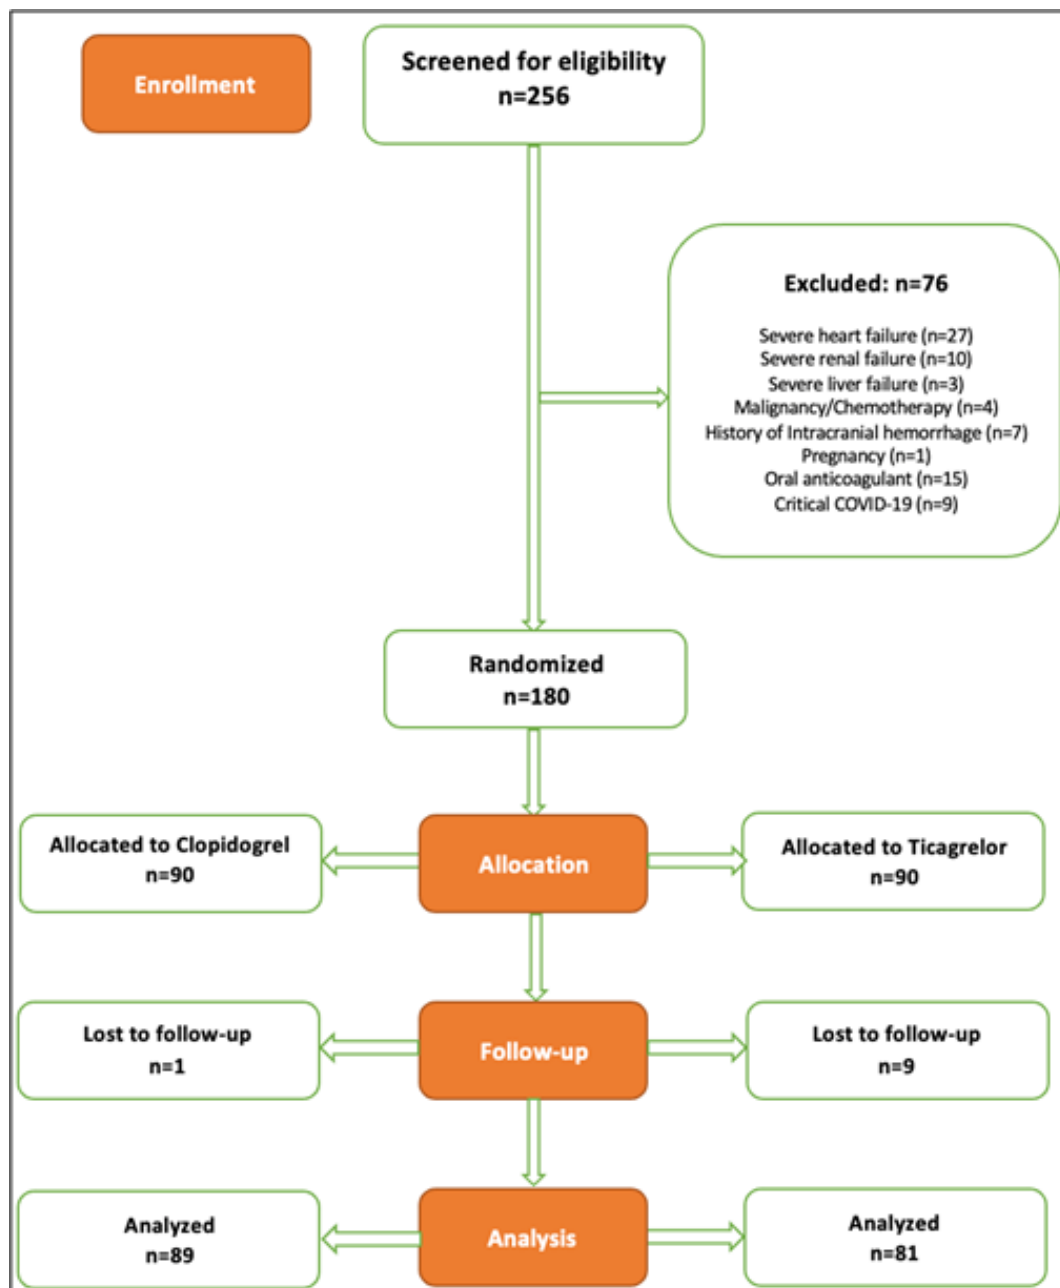 Enrollment
Screened for eligibility
n=256
Excluded: n=76
Severe heart failure (n=27)
Severe renal failure (n=10)
Severe liver failure (n=3)
Malignancy/Chemotherapy (n=4)
History of Intracranial hemorrhage (n=7)
Pregnancy (n=1)
Oral anticoagulant (n=15)
Critical COVID-19 (n=9)
Randomized
n=180
Allocated to Clopidogrel
n=90
Allocation
Allocated to Ticagrelor
n=90
Lost to follow-up
n=1
Follow-up
Lost to follow-up
n=9
Analyzed
n=89
Analysis
Analyzed
n=81